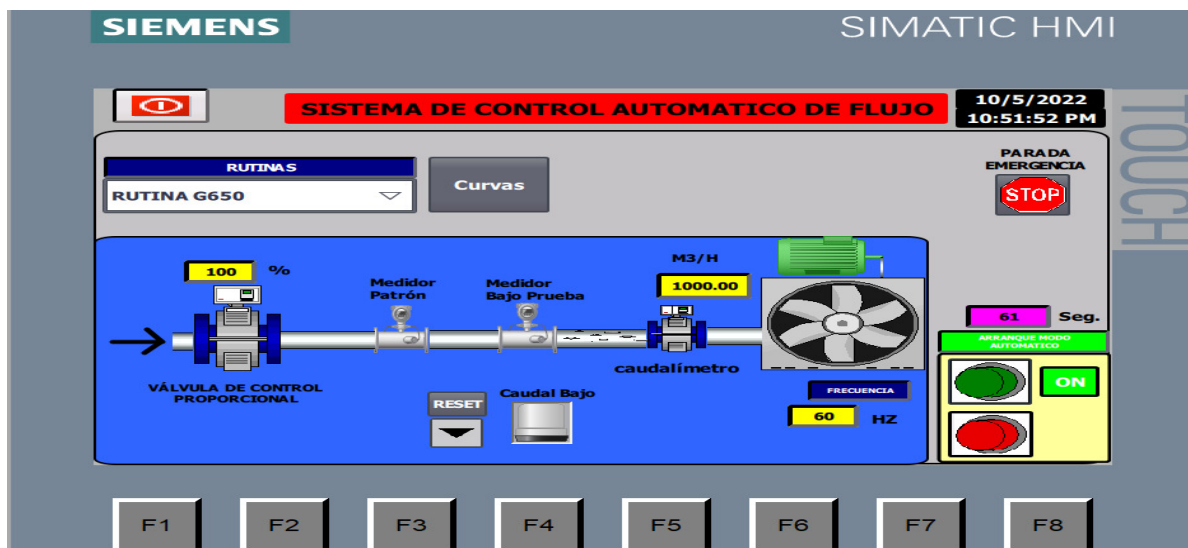 SIEMENS
SIMATIC HMI
TOUCH
SISTEMA DE CONTROL AUTOMATICO DE FLUJO
10/5/2022
10:51:52 PM
RUTINAS
RUTINA G650
Curvas
PARADA
EMERGENCIA
STOP
100 %
Medidor
Patrón
Medidor
Bajo Prueba
M3/H
1000.00
61 Seg.
ARRANQUE MODO
AUTOMATICO
ON
VÁLVULA DE CONTROL
PROPORCIONAL
caudalímetro
RESET
Caudal Bajo
FRECUENCIA
60 HZ
F1 F2 F3 F4 F5 F6 F7 F8